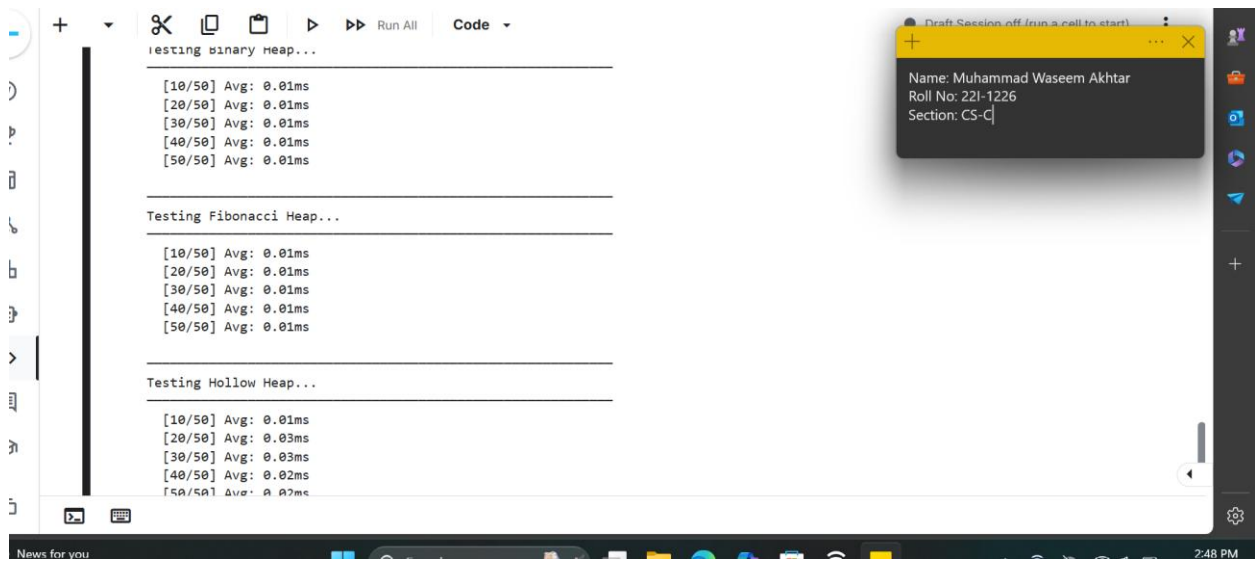 Run All
Code
Draft Session off (run a cell to start)
Testing Binary Heap...
[10/50] Avg: 0.01ms
[20/50] Avg: 0.01ms
[30/50] Avg: 0.01ms
[40/50] Avg: 0.01ms
[50/50] Avg: 0.01ms
Testing Fibonacci Heap...
[10/50] Avg: 0.01ms
[20/50] Avg: 0.01ms
[30/50] Avg: 0.01ms
[40/50] Avg: 0.01ms
[50/50] Avg: 0.01ms
Testing Hollow Heap...
[10/50] Avg: 0.01ms
[20/50] Avg: 0.03ms
[30/50] Avg: 0.03ms
[40/50] Avg: 0.02ms
[50/50] Avg: 0.02ms
Name: Muhammad Waseem Akhtar
Roll No: 22I-1226
Section: CS-C
News for you
2:48 PM